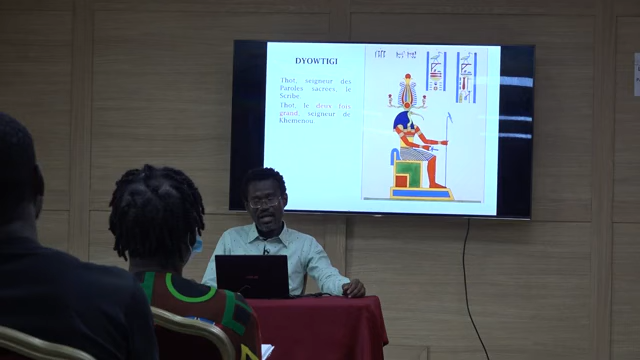 DYOWTIGI
Thot, seigneur des
Paroles sacrées, le
Scribe.
Thot, le deux fois
grand, seigneur de
Khemenou.